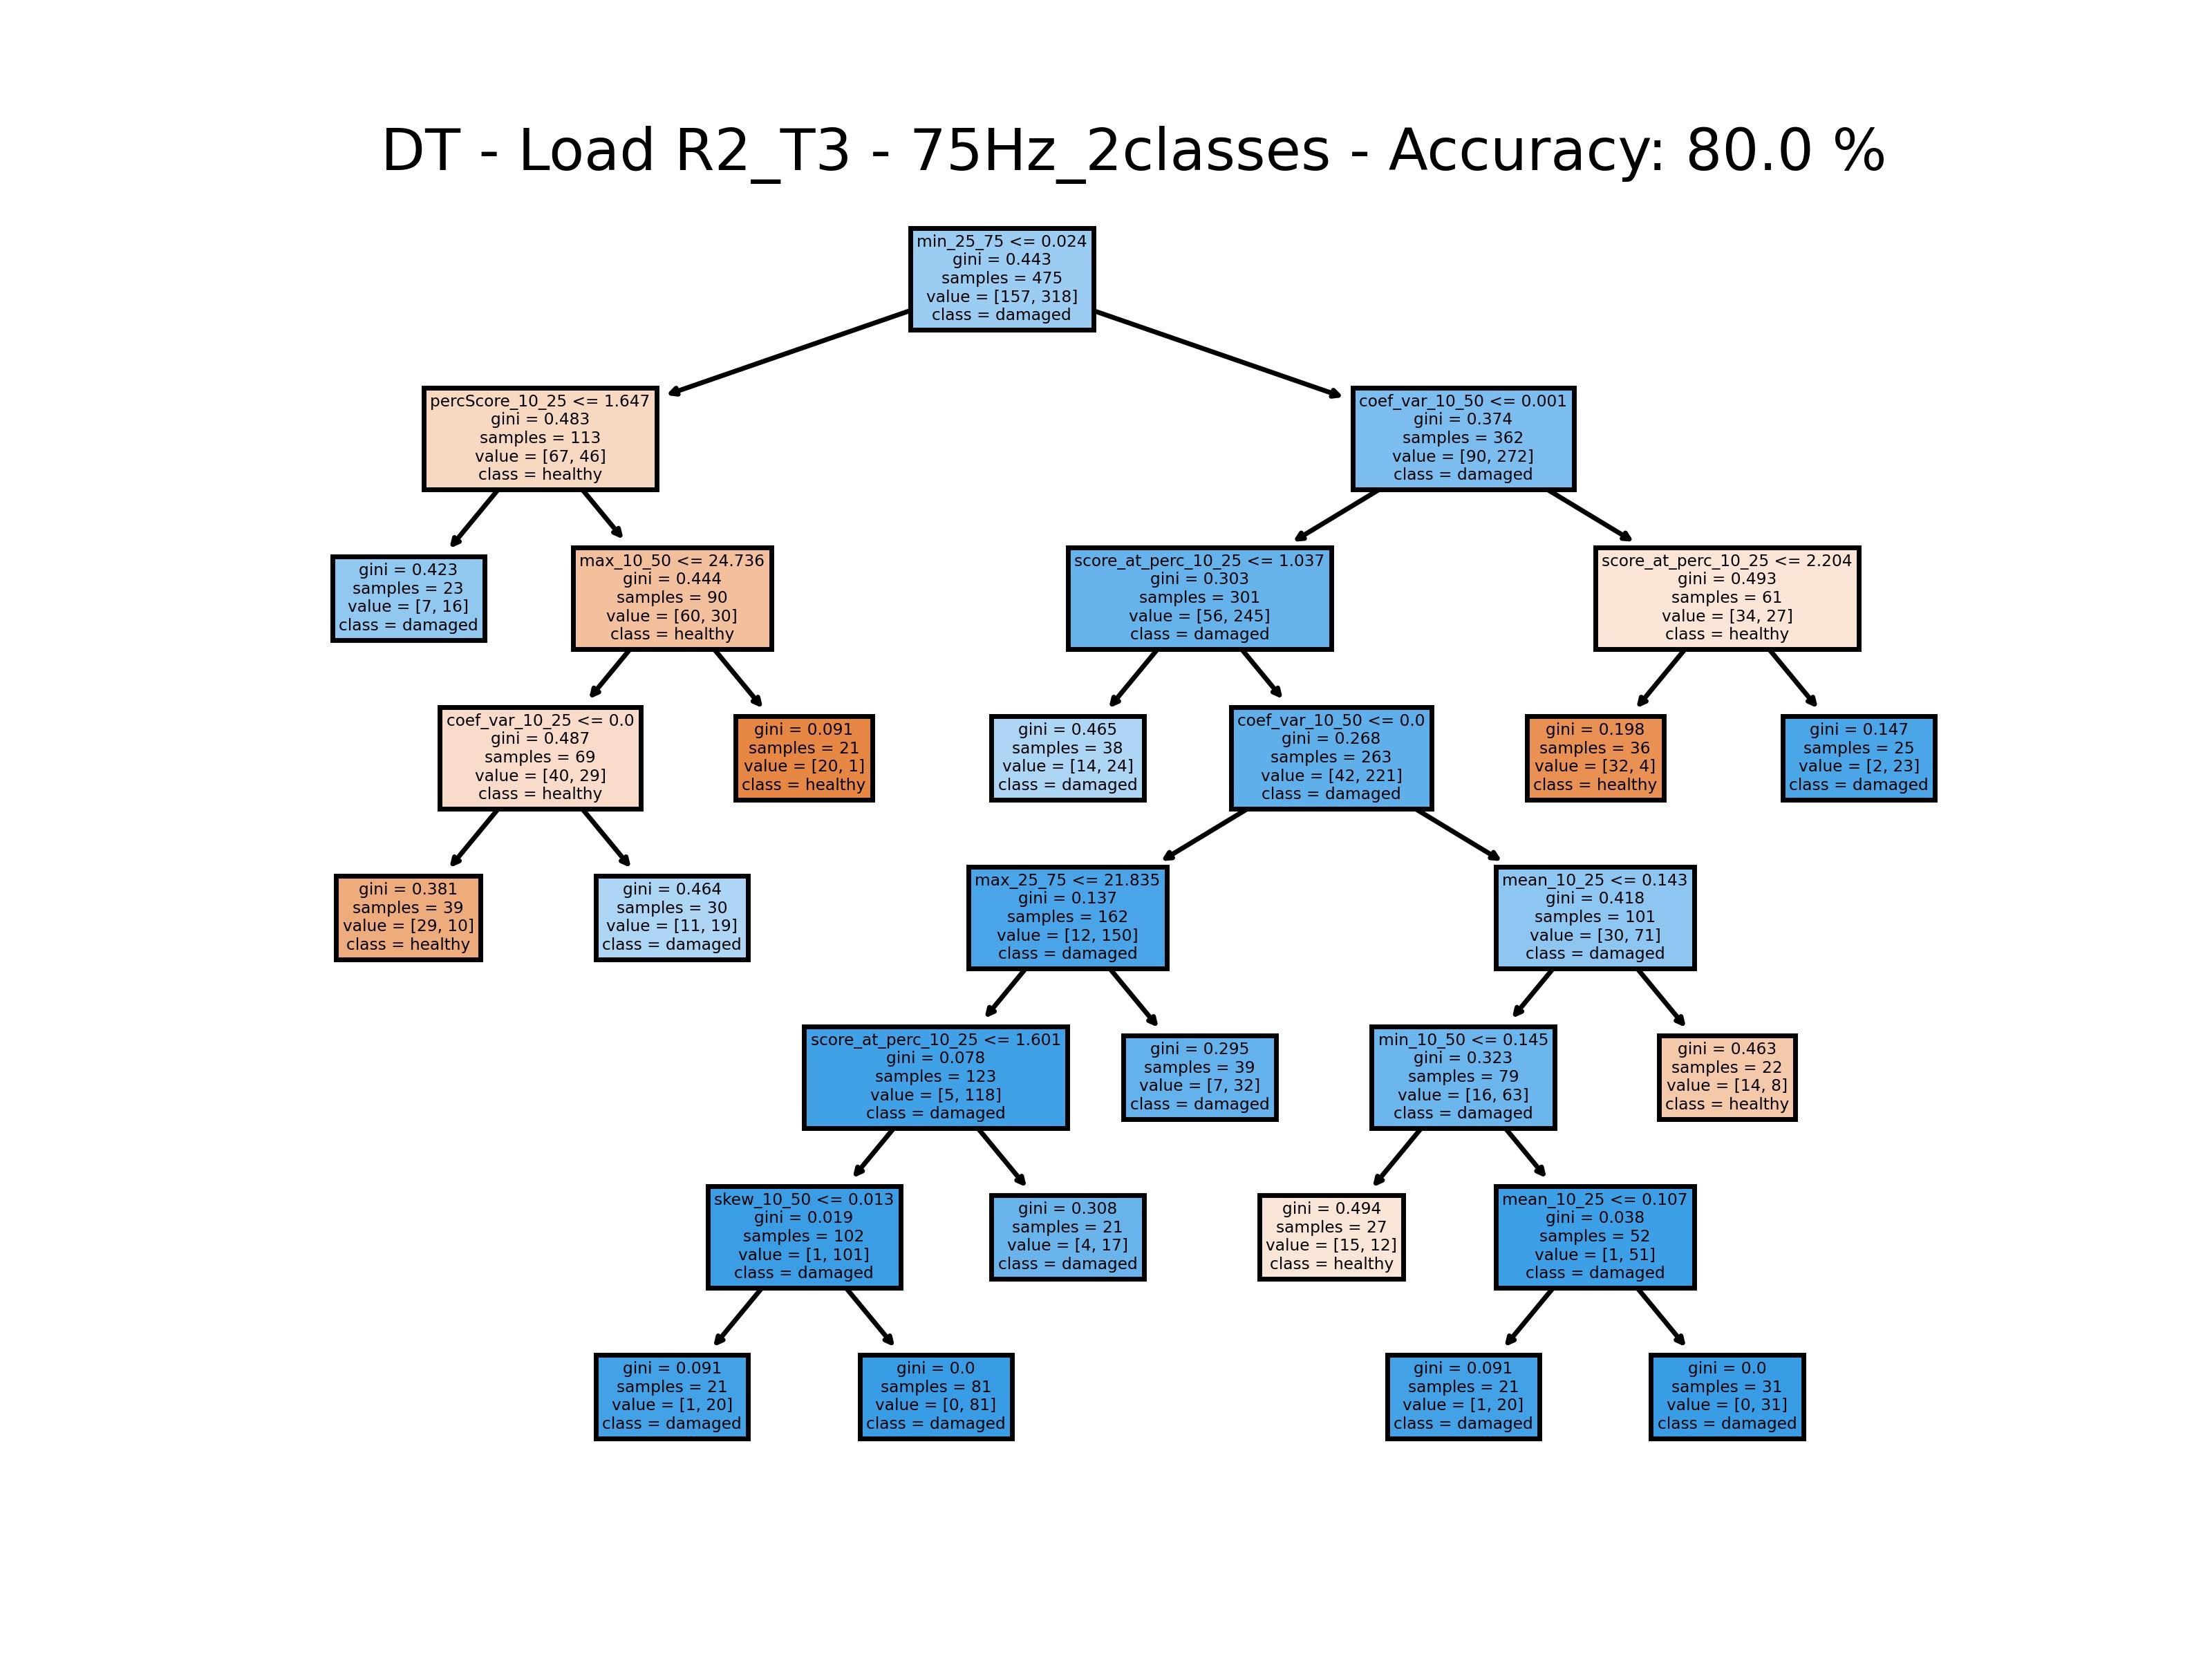 DT - Load R2_T3 - 75Hz_2classes - Accuracy: 80.0 %
min_25_75 <= 0.024
gini = 0.443
samples = 475
value = [157, 318]
class = damaged
percScore_10_25 <= 1.647
gini = 0.483
samples = 113
value = [67, 46]
class = healthy
coef_var_10_50 <= 0.001
gini = 0.374
samples = 362
value = [90, 272]
class = damaged
gini = 0.423
samples = 23
value = [7, 16]
class = damaged
max_10_50 <= 24.736
gini = 0.444
samples = 90
value = [60, 30]
class = healthy
score_at_perc_10_25 <= 1.037
gini = 0.303
samples = 301
value = [56, 245]
class = damaged
score_at_perc_10_25 <= 2.204
gini = 0.493
samples = 61
value = [34, 27]
class = healthy
coef_var_10_25 <= 0.0
gini = 0.487
samples = 69
value = [40, 29]
class = healthy
gini = 0.091
samples = 21
value = [20, 1]
class = healthy
gini = 0.465
samples = 38
value = [14, 24]
class = damaged
coef_var_10_50 <= 0.0
gini = 0.268
samples = 263
value = [42, 221]
class = damaged
gini = 0.198
samples = 36
value = [32, 4]
class = healthy
gini = 0.147
samples = 25
value = [2, 23]
class = damaged
gini = 0.381
samples = 39
value = [29, 10]
class = healthy
gini = 0.464
samples = 30
value = [11, 19]
class = damaged
max_25_75 <= 21.835
gini = 0.137
samples = 162
value = [12, 150]
class = damaged
mean_10_25 <= 0.143
gini = 0.418
samples = 101
value = [30, 71]
class = damaged
score_at_perc_10_25 <= 1.601
gini = 0.078
samples = 123
value = [5, 118]
class = damaged
gini = 0.295
samples = 39
value = [7, 32]
class = damaged
min_10_50 <= 0.145
gini = 0.323
samples = 79
value = [16, 63]
class = damaged
gini = 0.463
samples = 22
value = [14, 8]
class = healthy
skew_10_50 <= 0.013
gini = 0.019
samples = 102
value = [1, 101]
class = damaged
gini = 0.308
samples = 21
value = [4, 17]
class = damaged
gini = 0.494
samples = 27
value = [15, 12]
class = healthy
mean_10_25 <= 0.107
gini = 0.038
samples = 52
value = [1, 51]
class = damaged
gini = 0.091
samples = 21
value = [1, 20]
class = damaged
gini = 0.0
samples = 81
value = [0, 81]
class = damaged
gini = 0.091
samples = 21
value = [1, 20]
class = damaged
gini = 0.0
samples = 31
value = [0, 31]
class = damaged